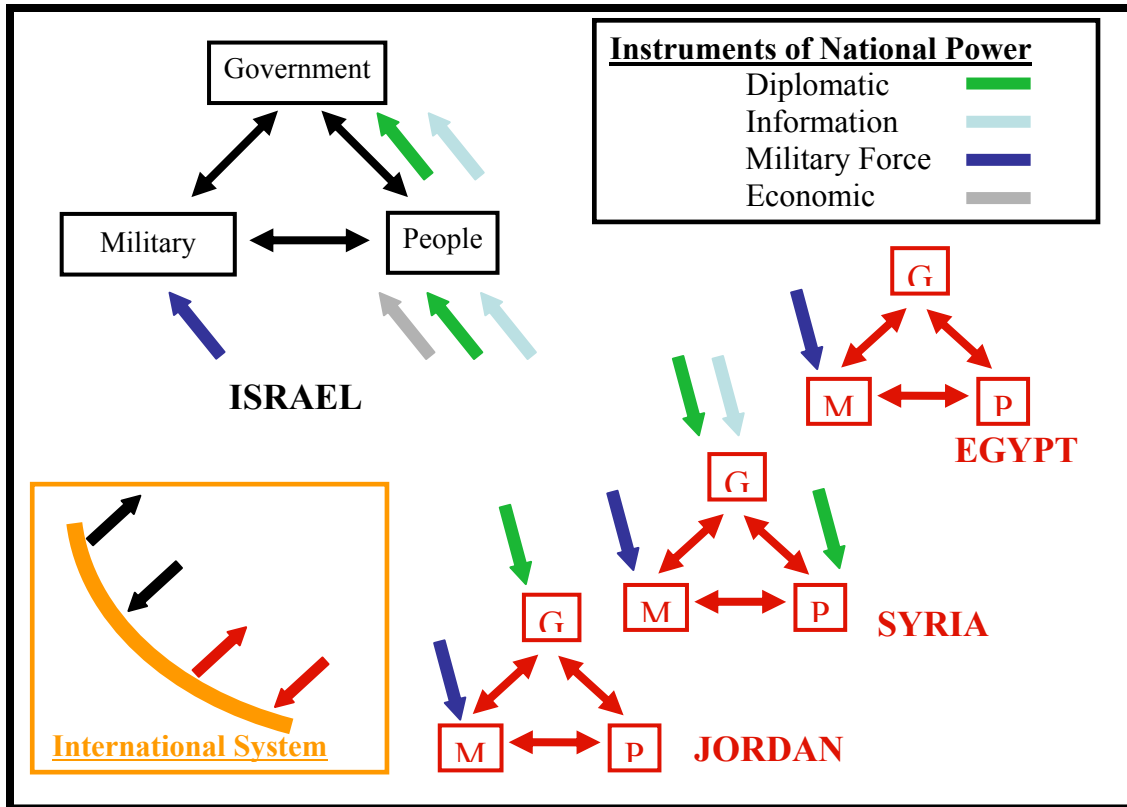 Government
Military
People
ISRAEL
Instruments of National Power
Diplomatic
Information
Military Force
Economic
G
M
P
EGYPT
G
M
P
SYRIA
G
M
P
JORDAN
International System